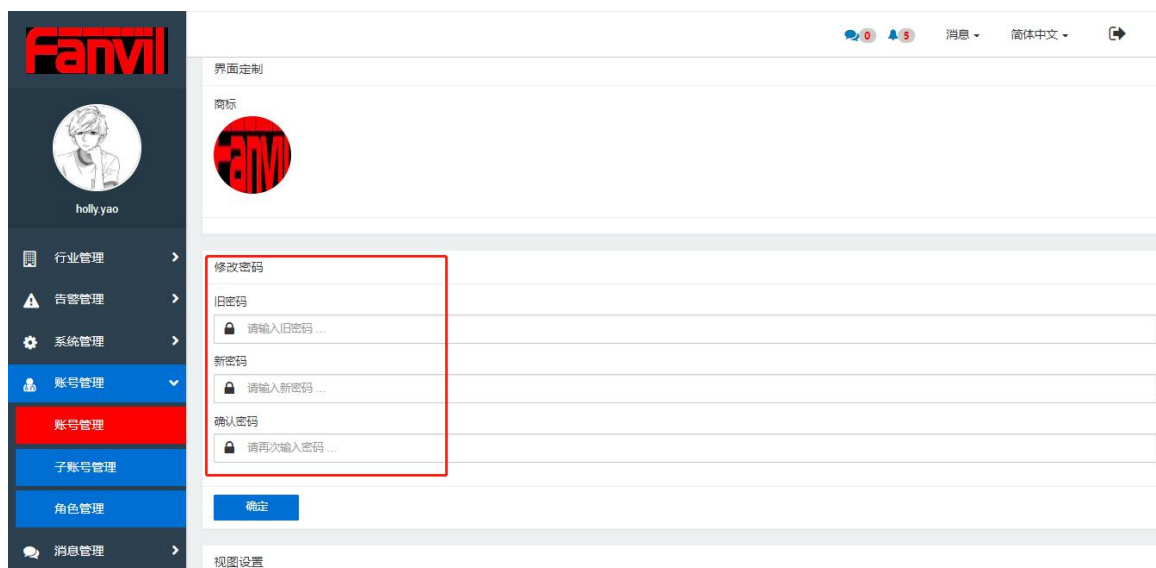 Fanvil
0 5 消息 简体中文
界面定制
商标
Fanvil
holly.yao
行业管理
告警管理
系统管理
账号管理
账号管理
子账号管理
角色管理
消息管理
修改密码
旧密码
请输入旧密码 ...
新密码
请输入新密码 ...
确认密码
请再次输入密码 ...
确定
视图设置